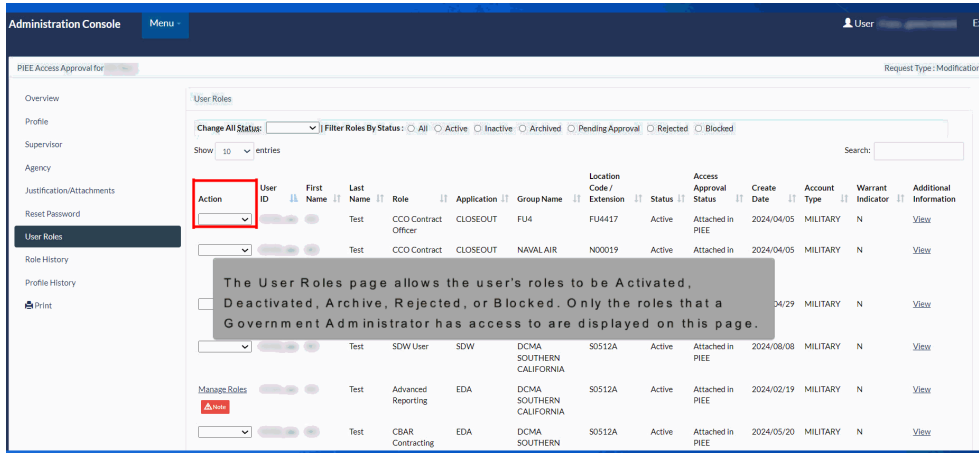 Administration Console Menu User E
PIEE Access Approval for Request Type : Modification
Overview
Profile
Supervisor
Agency
Justification/Attachments
Reset Password
User Roles
Role History
Profile History
Print
User Roles
Change All Status: | Filter Roles By Status : All Active Inactive Archived Pending Approval Rejected Blocked
Show 10 entries Search:
Action User ID First Name Last Name Role Application Group Name Location Code / Extension Status Access Approval Status Create Date Account Type Warrant Indicator Additional Information
Test CCO Contract Officer CLOSEOUT FU4 FU4417 Active Attached in PIEE 2024/04/05 MILITARY N View
Test CCO Contract CLOSEOUT NAVAL AIR N00019 Active Attached in 2024/04/05 MILITARY N View
The User Roles page allows the user's roles to be Activated,
Deactivated, Archive, Rejected, or Blocked. Only the roles that a
Government Administrator has access to are displayed on this page.
04/29 MILITARY N View
Test SDW User SDW DCMA SOUTHERN CALIFORNIA S0512A Active Attached in PIEE 2024/08/08 MILITARY N View
Manage Roles Note Test Advanced Reporting EDA DCMA SOUTHERN CALIFORNIA S0512A Active Attached in PIEE 2024/02/19 MILITARY N View
Test CBAR Contracting EDA DCMA SOUTHERN S0512A Active Attached in PIEE 2024/05/20 MILITARY N View